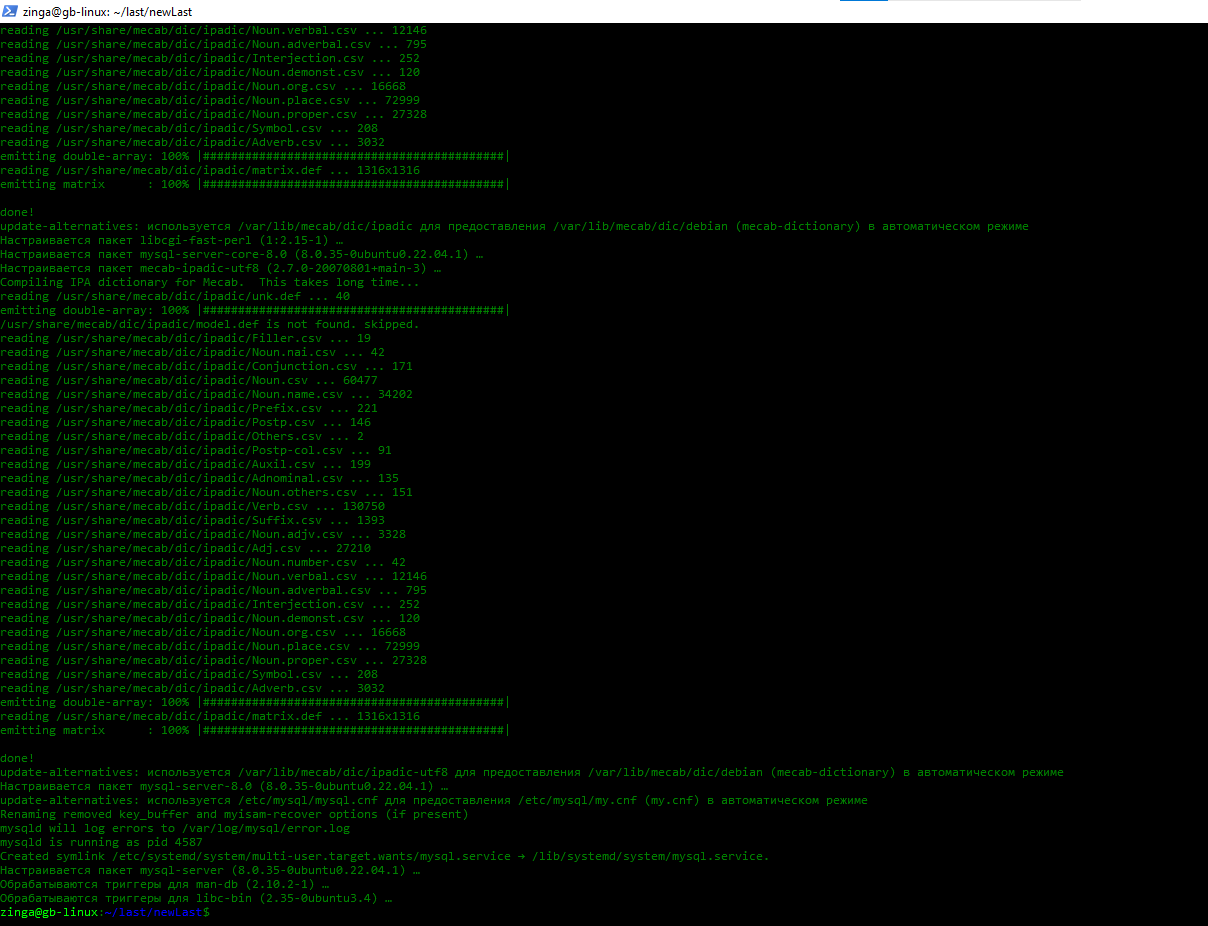 zinga@gb-linux: ~/last/newLast
reading /usr/share/mecab/dic/ipadic/Noun.verbal.csv ... 12146
reading /usr/share/mecab/dic/ipadic/Noun.adverbal.csv ... 795
reading /usr/share/mecab/dic/ipadic/Interjection.csv ... 252
reading /usr/share/mecab/dic/ipadic/Noun.demonst.csv ... 120
reading /usr/share/mecab/dic/ipadic/Noun.org.csv ... 16668
reading /usr/share/mecab/dic/ipadic/Noun.place.csv ... 72999
reading /usr/share/mecab/dic/ipadic/Noun.proper.csv ... 27328
reading /usr/share/mecab/dic/ipadic/Symbol.csv ... 208
reading /usr/share/mecab/dic/ipadic/Adverb.csv ... 3032
emitting double-array: 100% |###########################################|
reading /usr/share/mecab/dic/ipadic/matrix.def ... 1316x1316
emitting matrix      : 100% |###########################################|
done!
update-alternatives: используется /var/lib/mecab/dic/ipadic для предоставления /var/lib/mecab/dic/debian (mecab-dictionary) в автоматическом режиме
Настраивается пакет libcgi-fast-perl (1:2.15-1) …
Настраивается пакет mysql-server-core-8.0 (8.0.35-0ubuntu0.22.04.1) …
Настраивается пакет mecab-ipadic-utf8 (2.7.0-20070801+main-3) …
Compiling IPA dictionary for Mecab.  This takes long time...
reading /usr/share/mecab/dic/ipadic/unk.def ... 40
emitting double-array: 100% |###########################################|
/usr/share/mecab/dic/ipadic/model.def is not found. skipped.
reading /usr/share/mecab/dic/ipadic/Filler.csv ... 19
reading /usr/share/mecab/dic/ipadic/Noun.nai.csv ... 42
reading /usr/share/mecab/dic/ipadic/Conjunction.csv ... 171
reading /usr/share/mecab/dic/ipadic/Noun.csv ... 60477
reading /usr/share/mecab/dic/ipadic/Noun.name.csv ... 34202
reading /usr/share/mecab/dic/ipadic/Prefix.csv ... 221
reading /usr/share/mecab/dic/ipadic/Postp.csv ... 146
reading /usr/share/mecab/dic/ipadic/Others.csv ... 2
reading /usr/share/mecab/dic/ipadic/Postp-col.csv ... 91
reading /usr/share/mecab/dic/ipadic/Auxil.csv ... 199
reading /usr/share/mecab/dic/ipadic/Adnominal.csv ... 135
reading /usr/share/mecab/dic/ipadic/Noun.others.csv ... 151
reading /usr/share/mecab/dic/ipadic/Verb.csv ... 130750
reading /usr/share/mecab/dic/ipadic/Suffix.csv ... 1393
reading /usr/share/mecab/dic/ipadic/Noun.adjv.csv ... 3328
reading /usr/share/mecab/dic/ipadic/Adj.csv ... 27210
reading /usr/share/mecab/dic/ipadic/Noun.number.csv ... 42
reading /usr/share/mecab/dic/ipadic/Noun.verbal.csv ... 12146
reading /usr/share/mecab/dic/ipadic/Noun.adverbal.csv ... 795
reading /usr/share/mecab/dic/ipadic/Interjection.csv ... 252
reading /usr/share/mecab/dic/ipadic/Noun.demonst.csv ... 120
reading /usr/share/mecab/dic/ipadic/Noun.org.csv ... 16668
reading /usr/share/mecab/dic/ipadic/Noun.place.csv ... 72999
reading /usr/share/mecab/dic/ipadic/Noun.proper.csv ... 27328
reading /usr/share/mecab/dic/ipadic/Symbol.csv ... 208
reading /usr/share/mecab/dic/ipadic/Adverb.csv ... 3032
emitting double-array: 100% |###########################################|
reading /usr/share/mecab/dic/ipadic/matrix.def ... 1316x1316
emitting matrix      : 100% |###########################################|
done!
update-alternatives: используется /var/lib/mecab/dic/ipadic-utf8 для предоставления /var/lib/mecab/dic/debian (mecab-dictionary) в автоматическом режиме
Настраивается пакет mysql-server-8.0 (8.0.35-0ubuntu0.22.04.1) …
update-alternatives: используется /etc/mysql/mysql.cnf для предоставления /etc/mysql/my.cnf (my.cnf) в автоматическом режиме
Renaming removed key_buffer and myisam-recover options (if present)
mysqld will log errors to /var/log/mysql/error.log
mysqld is running as pid 4587
Created symlink /etc/systemd/system/multi-user.target.wants/mysql.service → /lib/systemd/system/mysql.service.
Настраивается пакет mysql-server (8.0.35-0ubuntu0.22.04.1) …
Обрабатываются триггеры для man-db (2.10.2-1) …
Обрабатываются триггеры для libc-bin (2.35-0ubuntu3.4) …
zinga@gb-linux:~/last/newLast$